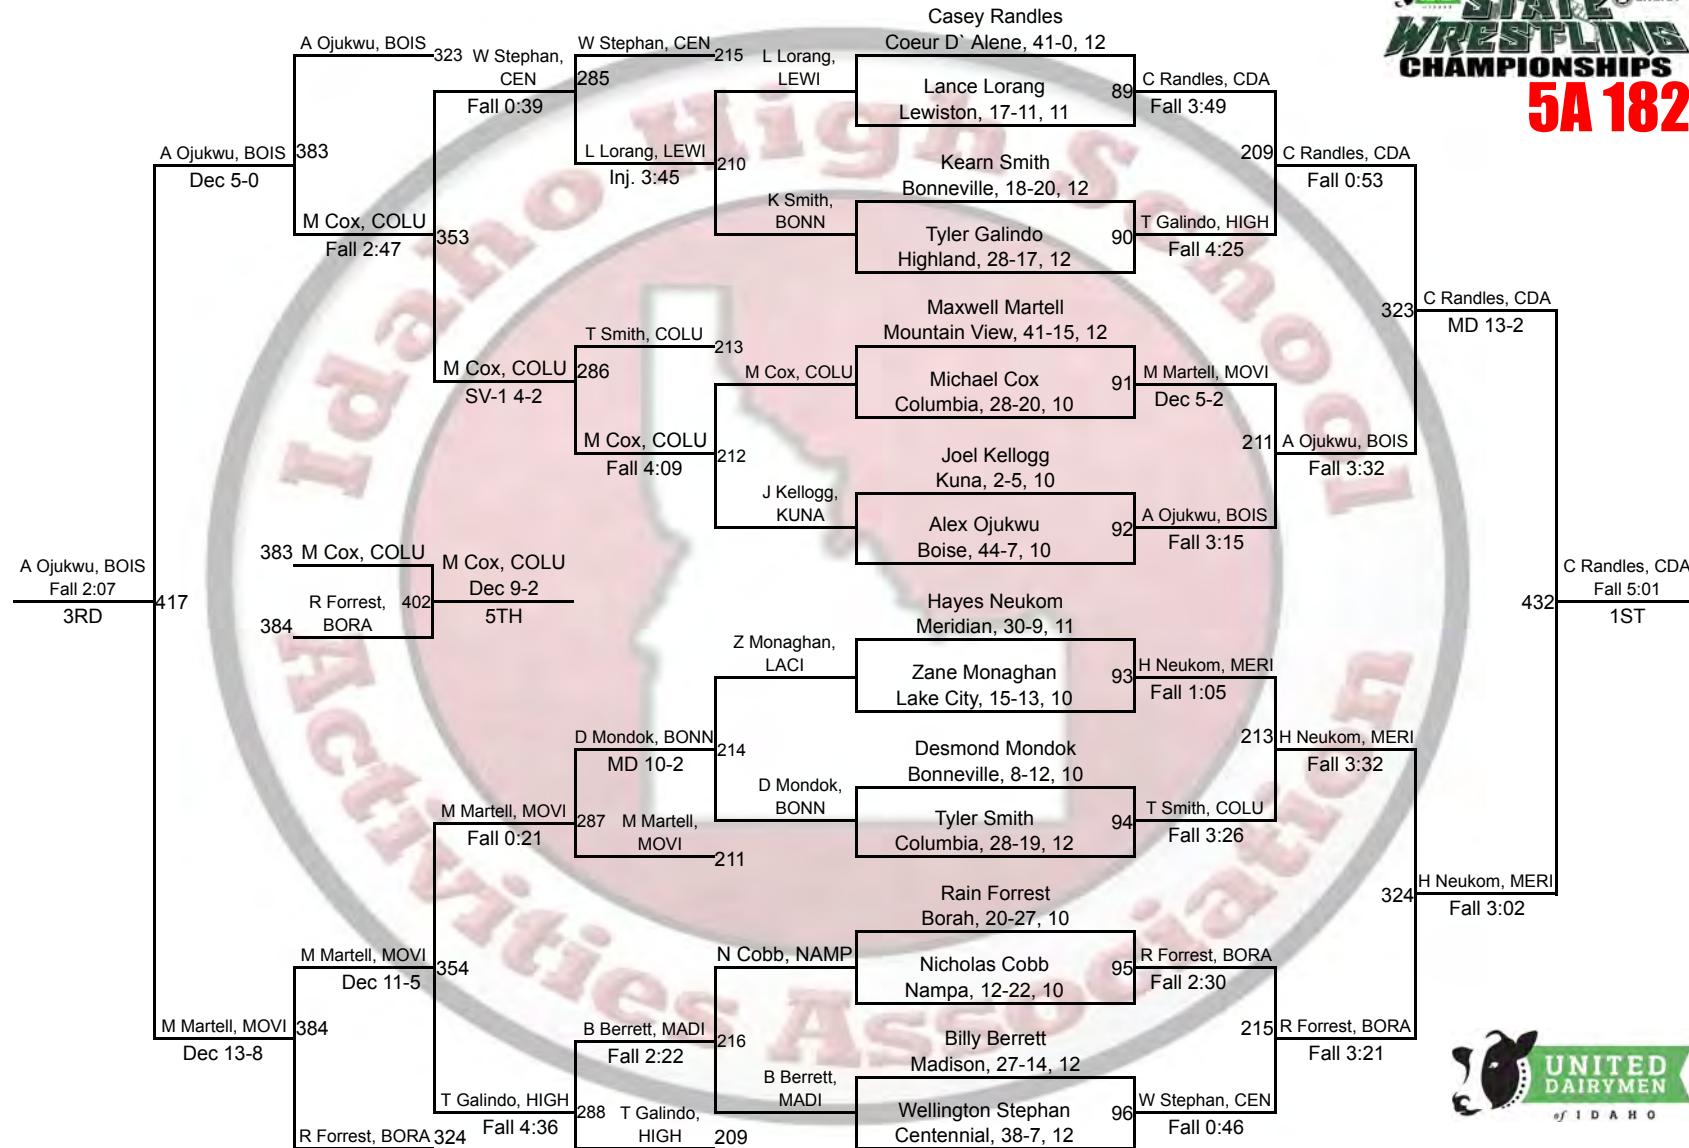 STATE
WRESTLING
CHAMPIONSHIPS
5A 182
Idaho High School
Activities Association
Casey Randles
Coeur D` Alene, 41-0, 12
Lance Lorang
Lewiston, 17-11, 11
Kearn Smith
Bonneville, 18-20, 12
Tyler Galindo
Highland, 28-17, 12
Maxwell Martell
Mountain View, 41-15, 12
Michael Cox
Columbia, 28-20, 10
Joel Kellogg
Kuna, 2-5, 10
Alex Ojukwu
Boise, 44-7, 10
Hayes Neukom
Meridian, 30-9, 11
Zane Monaghan
Lake City, 15-13, 10
Desmond Mondok
Bonneville, 8-12, 10
Tyler Smith
Columbia, 28-19, 12
Rain Forrest
Borah, 20-27, 10
Nicholas Cobb
Nampa, 12-22, 10
Billy Berrett
Madison, 27-14, 12
Wellington Stephan
Centennial, 38-7, 12
89
C Randles, CDA
Fall 3:49
90
T Galindo, HIGH
Fall 4:25
91
M Martell, MOVI
Dec 5-2
92
A Ojukwu, BOIS
Fall 3:15
93
H Neukom, MERI
Fall 1:05
94
T Smith, COLU
Fall 3:26
95
R Forrest, BORA
Fall 2:30
96
W Stephan, CEN
Fall 0:46
209
C Randles, CDA
Fall 0:53
211
A Ojukwu, BOIS
Fall 3:32
213
H Neukom, MERI
Fall 3:32
215
R Forrest, BORA
Fall 3:21
323
C Randles, CDA
MD 13-2
324
H Neukom, MERI
Fall 3:02
432
C Randles, CDA
Fall 5:01
1ST
L Lorang,
LEWI
K Smith,
BONN
M Cox, COLU
J Kellogg,
KUNA
Z Monaghan,
LACI
D Mondok,
BONN
N Cobb, NAMP
B Berrett,
MADI
W Stephan, CEN
215
L Lorang, LEWI
Inj. 3:45
210
T Smith, COLU
213
M Cox, COLU
Fall 4:09
212
D Mondok, BONN
MD 10-2
214
M Martell,
MOVI
211
B Berrett, MADI
Fall 2:22
216
T Galindo,
HIGH
209
W Stephan,
CEN
Fall 0:39
285
M Cox, COLU
SV-1 4-2
286
M Martell, MOVI
Fall 0:21
287
T Galindo, HIGH
Fall 4:36
288
A Ojukwu, BOIS
323
M Cox, COLU
Fall 2:47
353
M Martell, MOVI
Dec 11-5
354
R Forrest, BORA
324
A Ojukwu, BOIS
Dec 5-0
383
M Martell, MOVI
Dec 13-8
384
A Ojukwu, BOIS
Fall 2:07
3RD
417
383
M Cox, COLU
384
R Forrest,
BORA
402
M Cox, COLU
Dec 9-2
5TH
UNITED
DAIRYMEN
of IDAHO